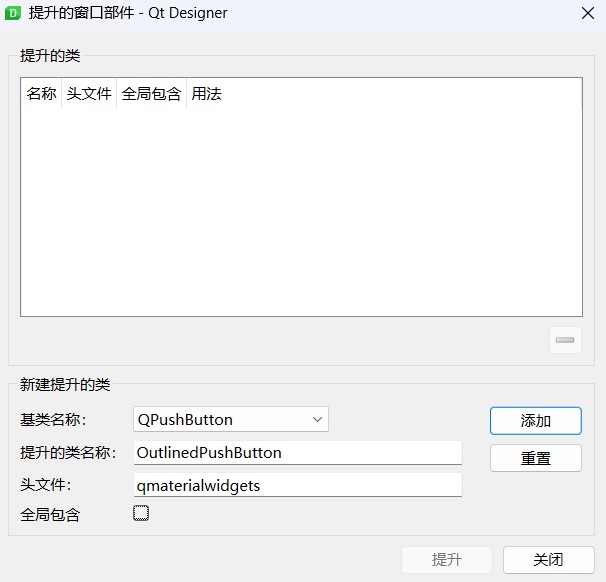 提升的窗口部件 - Qt Designer
提升的类
名称 头文件 全局包含 用法
新建提升的类
基类名称： QPushButton 添加
提升的类名称： OutlinedPushButton 重置
头文件： qmaterialwidgets
全局包含
提升 关闭